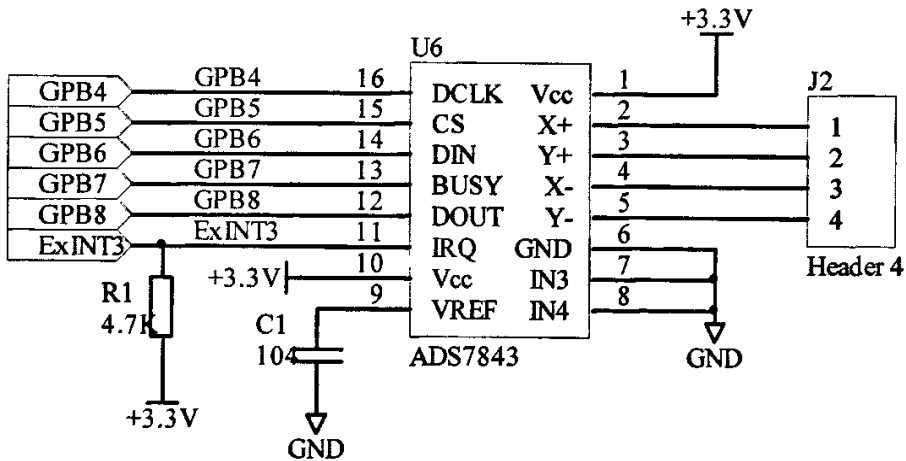 +3.3V
U6
J2
GPB4 GPB4 16 DCLK Vcc 1
GPB5 GPB5 15 CS X+ 2 1
GPB6 GPB6 14 DIN Y+ 3 2
GPB7 GPB7 13 BUSY X- 4 3
GPB8 GPB8 12 DOUT Y- 5 4
ExINT3 ExINT3 11 IRQ GND 6
Header 4
+3.3V 10 Vcc IN3 7
9 VREF IN4 8
R1
4.7K
C1
104
ADS7843
GND
+3.3V
GND